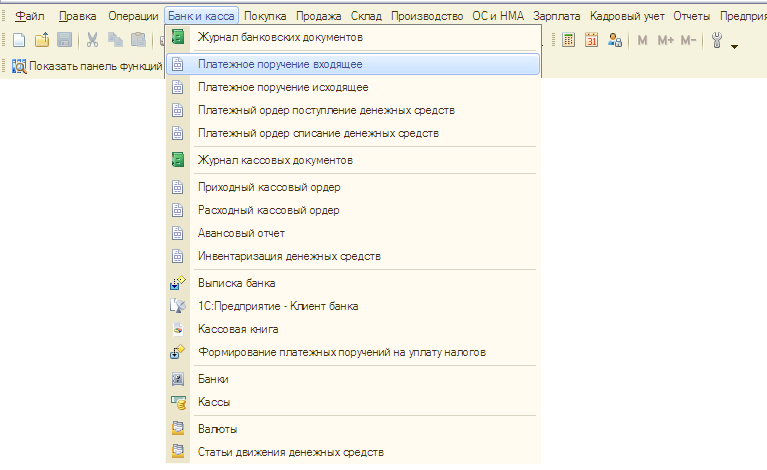 Файл Правка Операции Банк и касса Покупка Продажа Склад Производство ОС и НМА Зарплата Кадровый учет Отчеты Предпри
31 M M+ M-
Показать панель функций
Журнал банковских документов
Платежное поручение входящее
Платежное поручение исходящее
Платежный ордер поступление денежных средств
Платежный ордер списание денежных средств
Журнал кассовых документов
Приходный кассовый ордер
Расходный кассовый ордер
Авансовый отчет
Инвентаризация денежных средств
Выписка банка
1С:Предприятие - Клиент банка
Кассовая книга
Формирование платежных поручений на уплату налогов
Банки
Кассы
Валюты
Статьи движения денежных средств